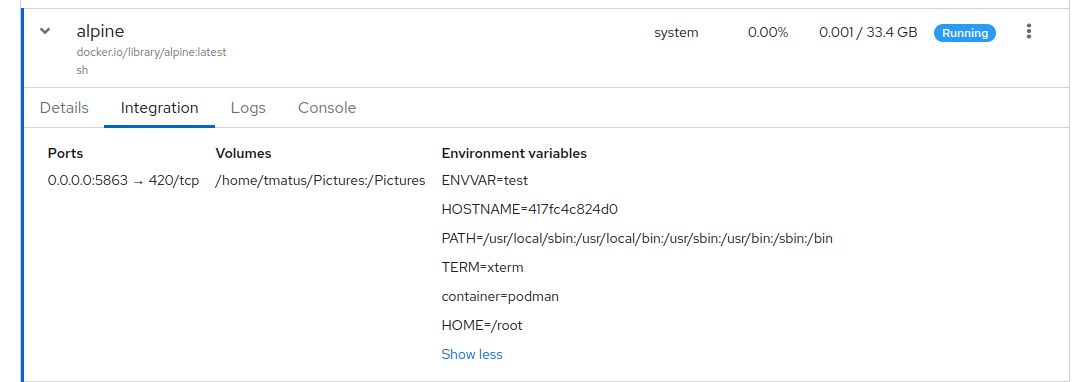 alpine
docker.io/library/alpine:latest
sh
system
0.00%
0.001 / 33.4 GB
Running
Details
Integration
Logs
Console
Ports
0.0.0.0:5863 → 420/tcp
Volumes
/home/tmatus/Pictures:/Pictures
Environment variables
ENVVAR=test
HOSTNAME=417fc4c824d0
PATH=/usr/local/sbin:/usr/local/bin:/usr/sbin:/usr/bin:/sbin:/bin
TERM=xterm
container=podman
HOME=/root
Show less